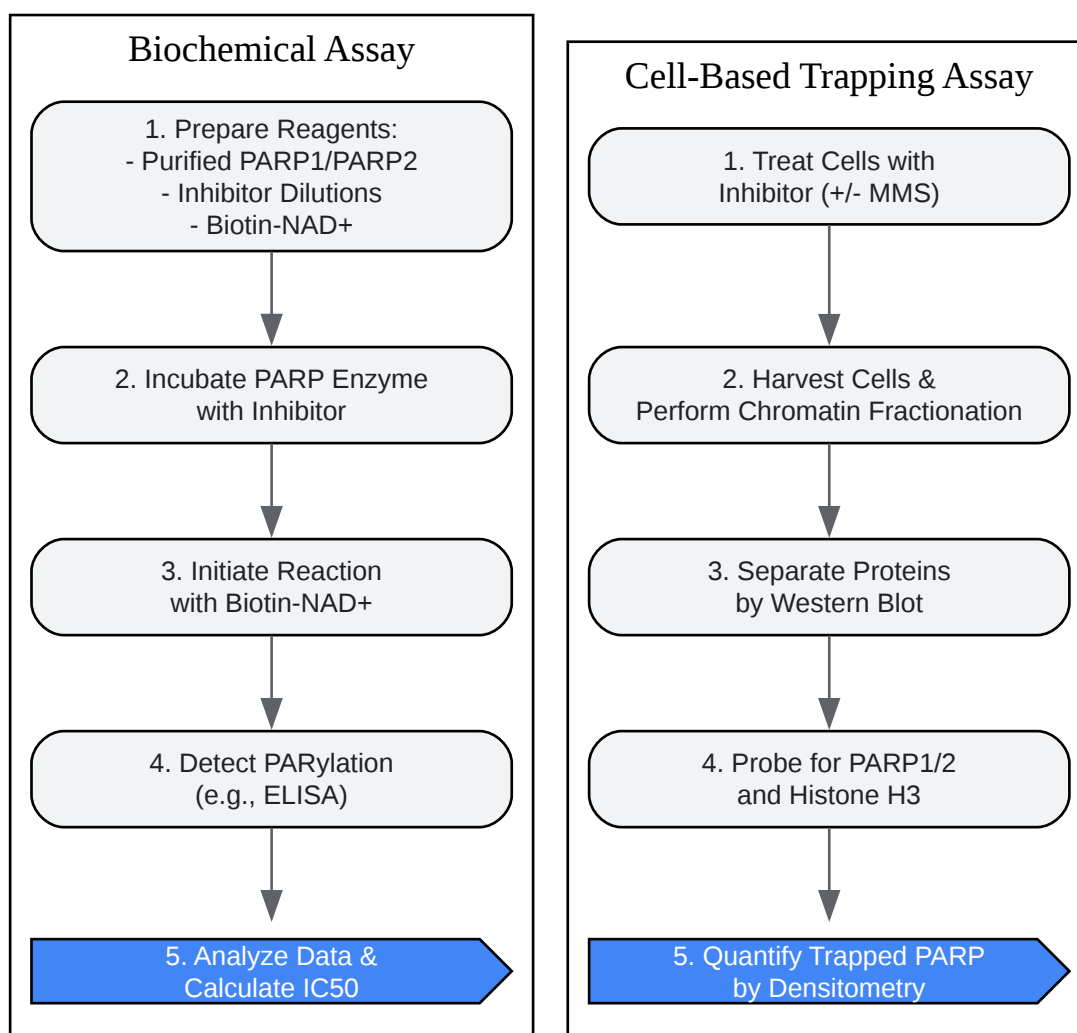 Biochemical Assay
1. Prepare Reagents:
- Purified PARP1/PARP2
- Inhibitor Dilutions
- Biotin-NAD+
2. Incubate PARP Enzyme
with Inhibitor
3. Initiate Reaction
with Biotin-NAD+
4. Detect PARylation
(e.g., ELISA)
5. Analyze Data &
Calculate IC50
Cell-Based Trapping Assay
1. Treat Cells with
Inhibitor (+/- MMS)
2. Harvest Cells &
Perform Chromatin Fractionation
3. Separate Proteins
by Western Blot
4. Probe for PARP1/2
and Histone H3
5. Quantify Trapped PARP
by Densitometry